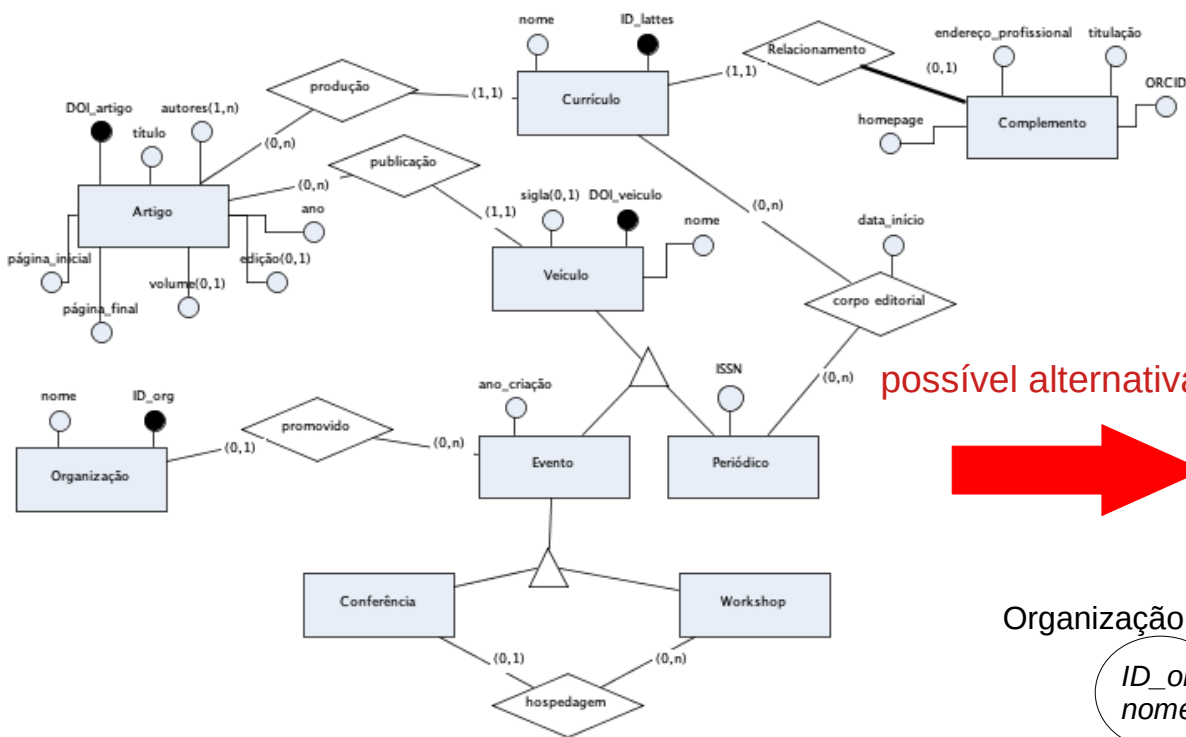 nome
ID_lattes
Currículo
Relacionamento
(1,1)
(0,1)
endereço_profissional
titulação
ORCID
homepage
Complemento
produção
(1,1)
(0,n)
DOI_artigo
autores(1,n)
título
Artigo
ano
página_inicial
página_final
volume(0,1)
edição(0,1)
publicação
(0,n)
(1,1)
sigla(0,1)
DOI_veiculo
nome
Veículo
(0,n)
data_início
corpo editorial
(0,n)
possível alternativa
nome
ID_org
Organização
promovido
(0,1)
(0,n)
ano_criação
Evento
ISSN
Periódico
Conferência
Workshop
(0,1)
(0,n)
hospedagem
Organização
nome